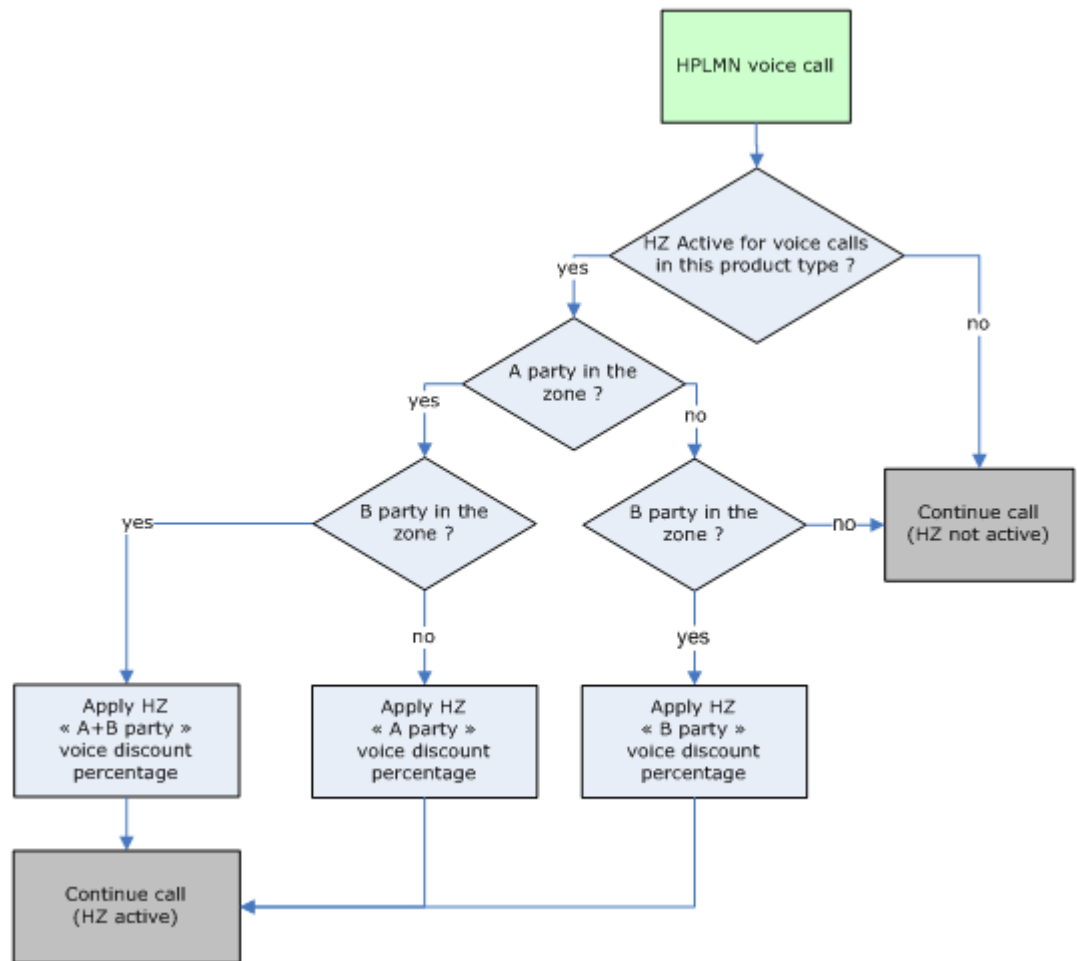 HPLMN voice call
HZ Active for voice calls
in this product type ?
yes
no
A party in the
zone ?
yes
no
B party in the
zone ?
B party in the
zone ?
Continue call
(HZ not active)
yes
no
no
yes
Apply HZ
« A+B party »
voice discount
percentage
Apply HZ
« A party »
voice discount
percentage
Apply HZ
« B party »
voice discount
percentage
Continue call
(HZ active)